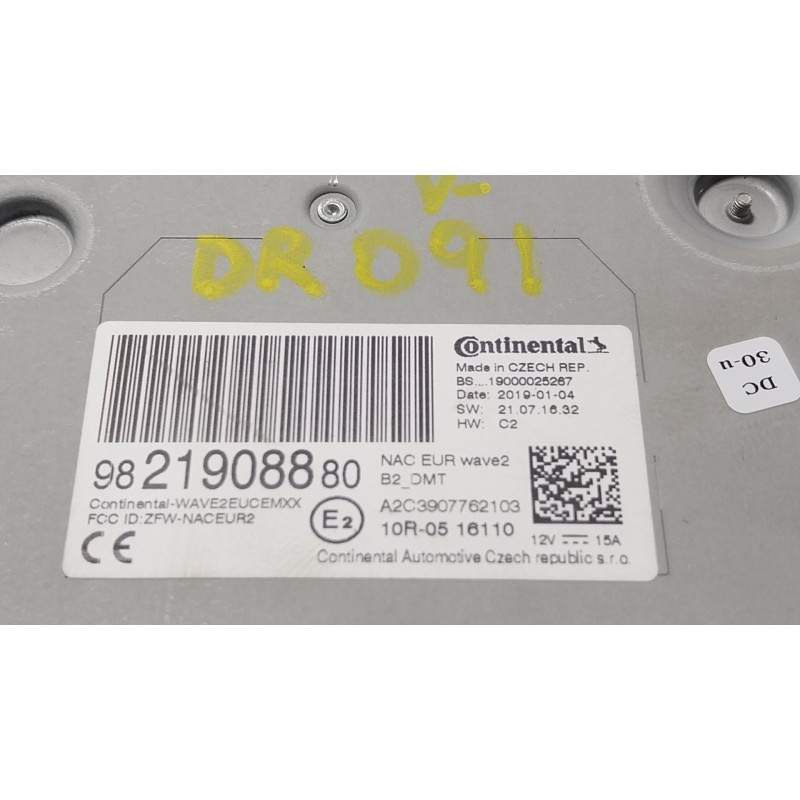 V-
DR091
Continental
Made in CZECH REP.
BS....19000025267
Date: 2019-01-04
SW: 21.07.16.32
HW: C2
98 219088 80
NAC EUR wave2
B2_DMT
Continental-WAVE2EUCEMXX
FCC ID:ZFW-NACEUR2
A2C3907762103
E2
10R-05 16110
12V 15A
CE
Continental Automotive Czech republic s.r.o.
DC
30-u